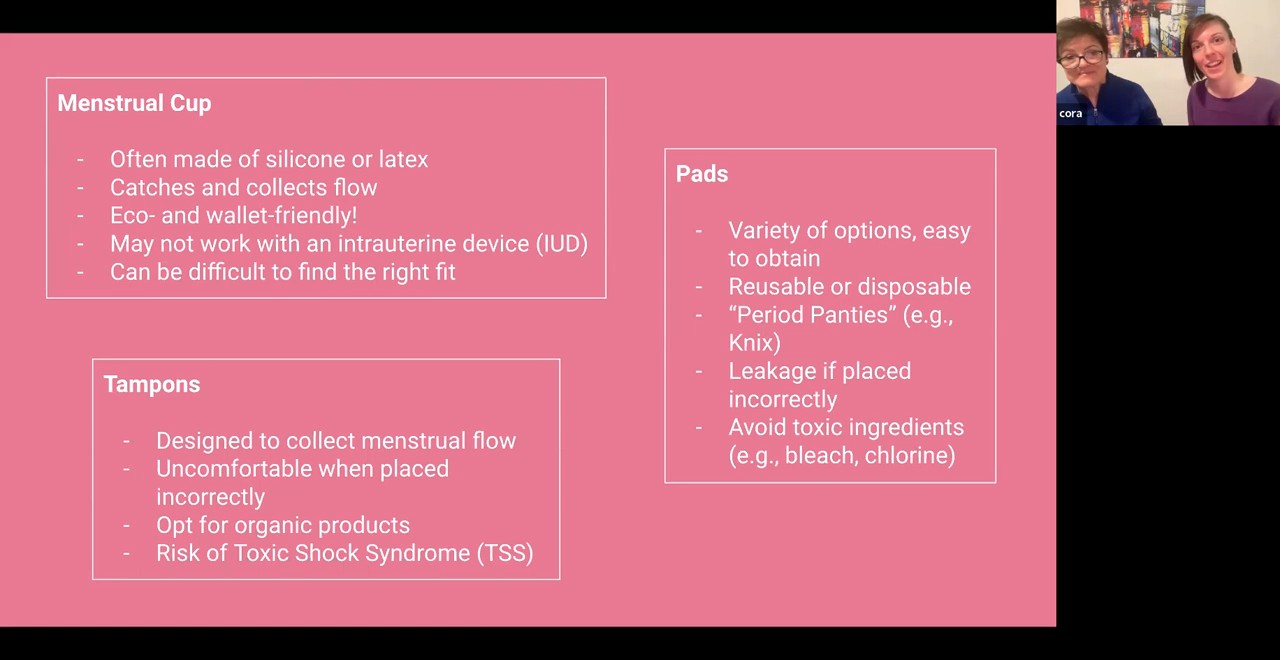 Menstrual Cup
- Often made of silicone or latex
- Catches and collects flow
- Eco- and wallet-friendly!
- May not work with an intrauterine device (IUD)
- Can be difficult to find the right fit
Tampons
- Designed to collect menstrual flow
- Uncomfortable when placed
incorrectly
- Opt for organic products
- Risk of Toxic Shock Syndrome (TSS)
Pads
- Variety of options, easy
to obtain
- Reusable or disposable
- “Period Panties” (e.g.,
Knix)
- Leakage if placed
incorrectly
- Avoid toxic ingredients
(e.g., bleach, chlorine)
cora